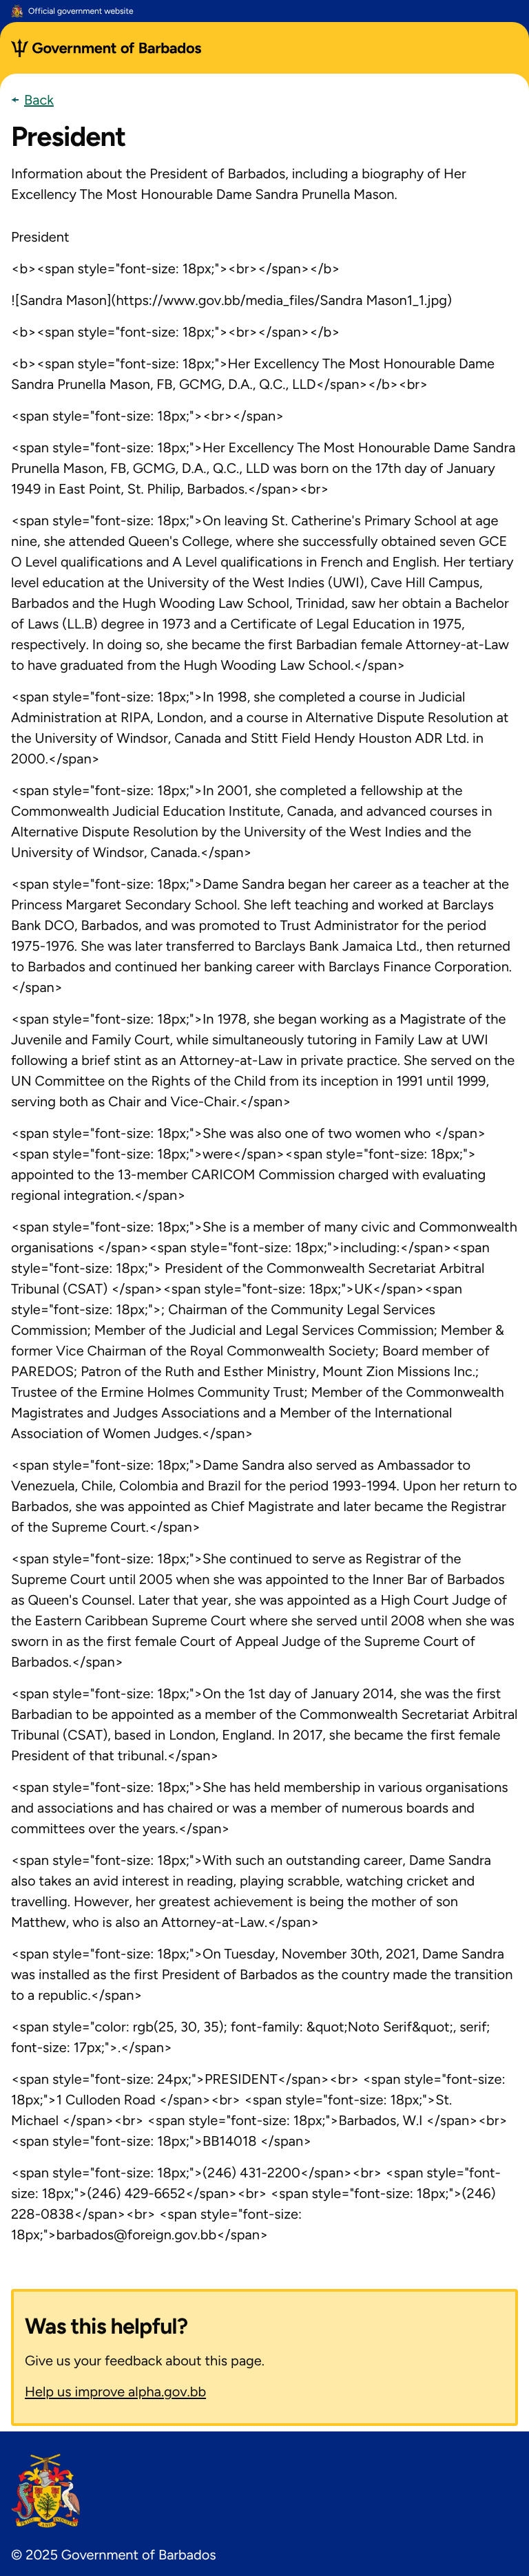 Official government website
Government of Barbados
← Back
President
Information about the President of Barbados, including a biography of Her
Excellency The Most Honourable Dame Sandra Prunella Mason.
President
<b><span style="font-size: 18px;"><br></span></b>
![Sandra Mason](https://www.gov.bb/media_files/Sandra Mason1_1.jpg)
<b><span style="font-size: 18px;"><br></span></b>
<b><span style="font-size: 18px;">Her Excellency The Most Honourable Dame
Sandra Prunella Mason, FB, GCMG, D.A., Q.C., LLD</span></b><br>
<span style="font-size: 18px;"><br></span>
<span style="font-size: 18px;">Her Excellency The Most Honourable Dame Sandra
Prunella Mason, FB, GCMG, D.A., Q.C., LLD was born on the 17th day of January
1949 in East Point, St. Philip, Barbados.</span><br>
<span style="font-size: 18px;">On leaving St. Catherine's Primary School at age
nine, she attended Queen's College, where she successfully obtained seven GCE
O Level qualifications and A Level qualifications in French and English. Her tertiary
level education at the University of the West Indies (UWI), Cave Hill Campus,
Barbados and the Hugh Wooding Law School, Trinidad, saw her obtain a Bachelor
of Laws (LL.B) degree in 1973 and a Certificate of Legal Education in 1975,
respectively. In doing so, she became the first Barbadian female Attorney-at-Law
to have graduated from the Hugh Wooding Law School.</span>
<span style="font-size: 18px;">In 1998, she completed a course in Judicial
Administration at RIPA, London, and a course in Alternative Dispute Resolution at
the University of Windsor, Canada and Stitt Field Hendy Houston ADR Ltd. in
2000.</span>
<span style="font-size: 18px;">In 2001, she completed a fellowship at the
Commonwealth Judicial Education Institute, Canada, and advanced courses in
Alternative Dispute Resolution by the University of the West Indies and the
University of Windsor, Canada.</span>
<span style="font-size: 18px;">Dame Sandra began her career as a teacher at the
Princess Margaret Secondary School. She left teaching and worked at Barclays
Bank DCO, Barbados, and was promoted to Trust Administrator for the period
1975-1976. She was later transferred to Barclays Bank Jamaica Ltd., then returned
to Barbados and continued her banking career with Barclays Finance Corporation.
</span>
<span style="font-size: 18px;">In 1978, she began working as a Magistrate of the
Juvenile and Family Court, while simultaneously tutoring in Family Law at UWI
following a brief stint as an Attorney-at-Law in private practice. She served on the
UN Committee on the Rights of the Child from its inception in 1991 until 1999,
serving both as Chair and Vice-Chair.</span>
<span style="font-size: 18px;">She was also one of two women who </span>
<span style="font-size: 18px;">were</span><span style="font-size: 18px;">
appointed to the 13-member CARICOM Commission charged with evaluating
regional integration.</span>
<span style="font-size: 18px;">She is a member of many civic and Commonwealth
organisations </span><span style="font-size: 18px;">including:</span><span
style="font-size: 18px;"> President of the Commonwealth Secretariat Arbitral
Tribunal (CSAT) </span><span style="font-size: 18px;">UK</span><span
style="font-size: 18px;">; Chairman of the Community Legal Services
Commission; Member of the Judicial and Legal Services Commission; Member &
former Vice Chairman of the Royal Commonwealth Society; Board member of
PAREDOS; Patron of the Ruth and Esther Ministry, Mount Zion Missions Inc.;
Trustee of the Ermine Holmes Community Trust; Member of the Commonwealth
Magistrates and Judges Associations and a Member of the International
Association of Women Judges.</span>
<span style="font-size: 18px;">Dame Sandra also served as Ambassador to
Venezuela, Chile, Colombia and Brazil for the period 1993-1994. Upon her return to
Barbados, she was appointed as Chief Magistrate and later became the Registrar
of the Supreme Court.</span>
<span style="font-size: 18px;">She continued to serve as Registrar of the
Supreme Court until 2005 when she was appointed to the Inner Bar of Barbados
as Queen's Counsel. Later that year, she was appointed as a High Court Judge of
the Eastern Caribbean Supreme Court where she served until 2008 when she was
sworn in as the first female Court of Appeal Judge of the Supreme Court of
Barbados.</span>
<span style="font-size: 18px;">On the 1st day of January 2014, she was the first
Barbadian to be appointed as a member of the Commonwealth Secretariat Arbitral
Tribunal (CSAT), based in London, England. In 2017, she became the first female
President of that tribunal.</span>
<span style="font-size: 18px;">She has held membership in various organisations
and associations and has chaired or was a member of numerous boards and
committees over the years.</span>
<span style="font-size: 18px;">With such an outstanding career, Dame Sandra
also takes an avid interest in reading, playing scrabble, watching cricket and
travelling. However, her greatest achievement is being the mother of son
Matthew, who is also an Attorney-at-Law.</span>
<span style="font-size: 18px;">On Tuesday, November 30th, 2021, Dame Sandra
was installed as the first President of Barbados as the country made the transition
to a republic.</span>
<span style="color: rgb(25, 30, 35); font-family: &quot;Noto Serif&quot;, serif;
font-size: 17px;">.</span>
<span style="font-size: 24px;">PRESIDENT</span><br> <span style="font-size:
18px;">1 Culloden Road </span><br> <span style="font-size: 18px;">St.
Michael </span><br> <span style="font-size: 18px;">Barbados, W.I </span><br>
<span style="font-size: 18px;">BB14018 </span>
<span style="font-size: 18px;">(246) 431-2200</span><br> <span style="font-
size: 18px;">(246) 429-6652</span><br> <span style="font-size: 18px;">(246)
228-0838</span><br> <span style="font-size:
18px;">barbados@foreign.gov.bb</span>
Was this helpful?
Give us your feedback about this page.
Help us improve alpha.gov.bb
© 2025 Government of Barbados